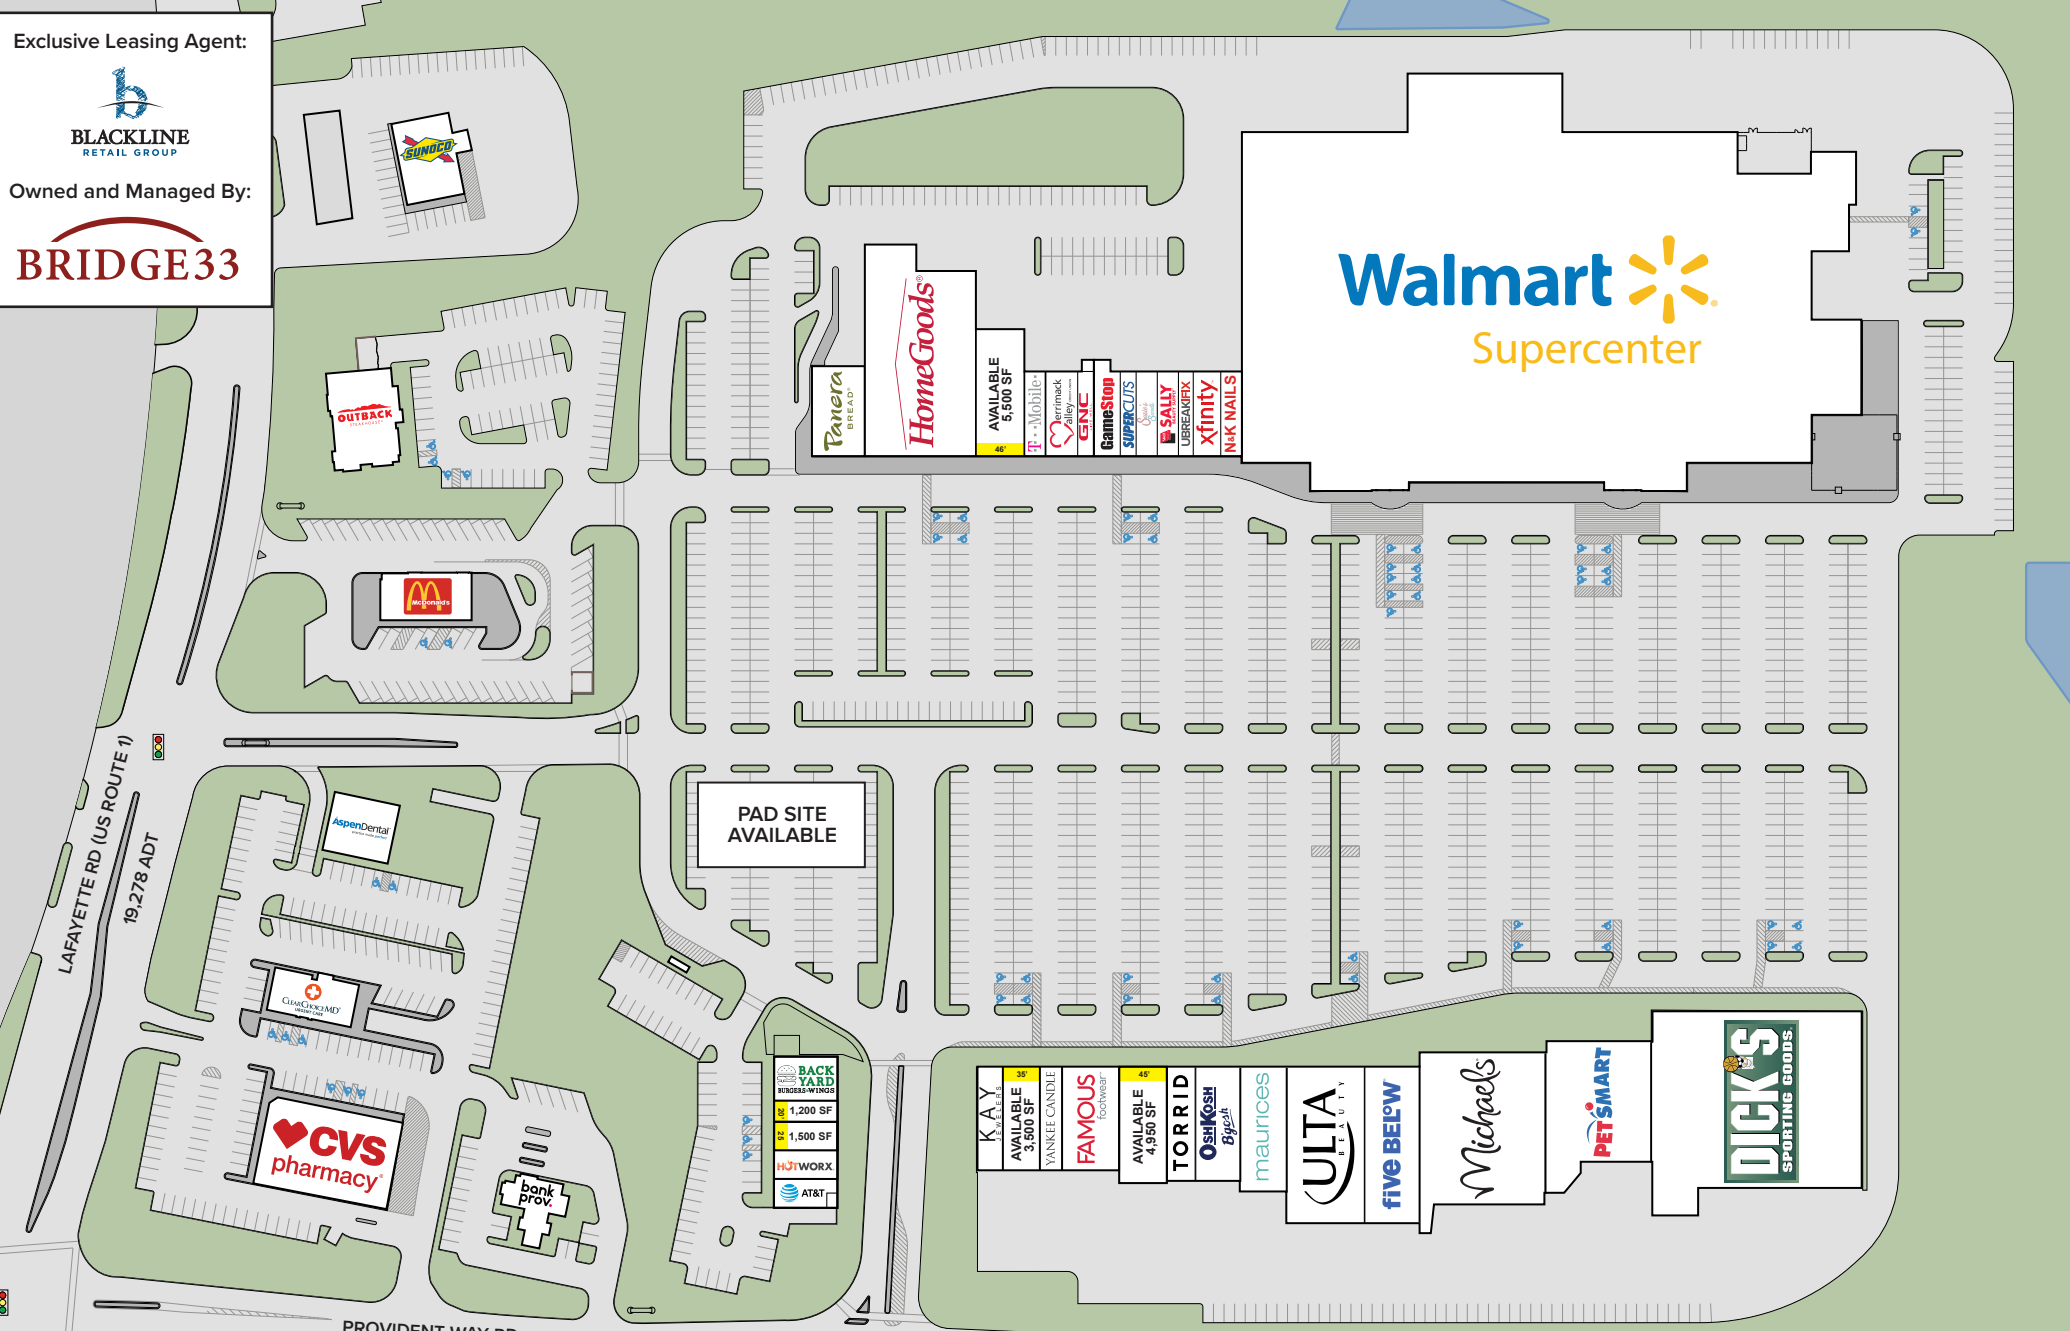 Exclusive Leasing Agent:
b
BLACKLINE
RETAIL GROUP
Owned and Managed By:
BRIDGE33
SUNOCO
OUTBACK
STEAKHOUSE
McDonald's
LAFAYETTE RD (US ROUTE 1)
19,278 ADT
AspenDental
CLEARCHOICEMD
URGENT CARE
CVS
pharmacy
bank
prov.
PROVIDENT WAY RD
PAD SITE
AVAILABLE
BACK
YARD
BURGERS•WINGS
20'
1,200 SF
25
1,500 SF
HOTWORX
AT&T
Panera
BREAD®
HomeGoods®
AVAILABLE
5,500 SF
46'
T··Mobile·
Merrimack
Valley
GNC
GameStop
SUPERCUTS
SALLY
UBREAKIFIX
xfinity
N&K NAILS
Walmart
Supercenter
KAY
JEWELERS
35'
AVAILABLE
3,500 SF
YANKEE CANDLE
FAMOUS
footwear
45'
AVAILABLE
4,950 SF
TORRID
OSHKOSH
B'gosh
maurices
ULTA
BEAUTY
five BELOW
Michaels
PETSMART
DICK'S
SPORTING GOODS